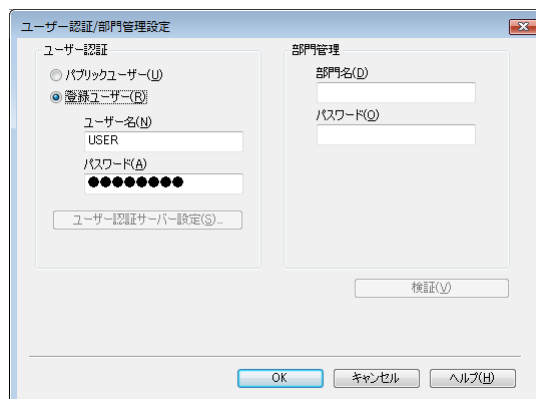 ユーザー認証/部門管理設定
ユーザー認証
パブリックユーザー(U)
登録ユーザー(R)
ユーザー名(N)
USER
パスワード(A)
●●●●●●●●
ユーザー認証サーバー設定(S)...
部門管理
部門名(D)
パスワード(O)
検証(V)
OK
キャンセル
ヘルプ(H)